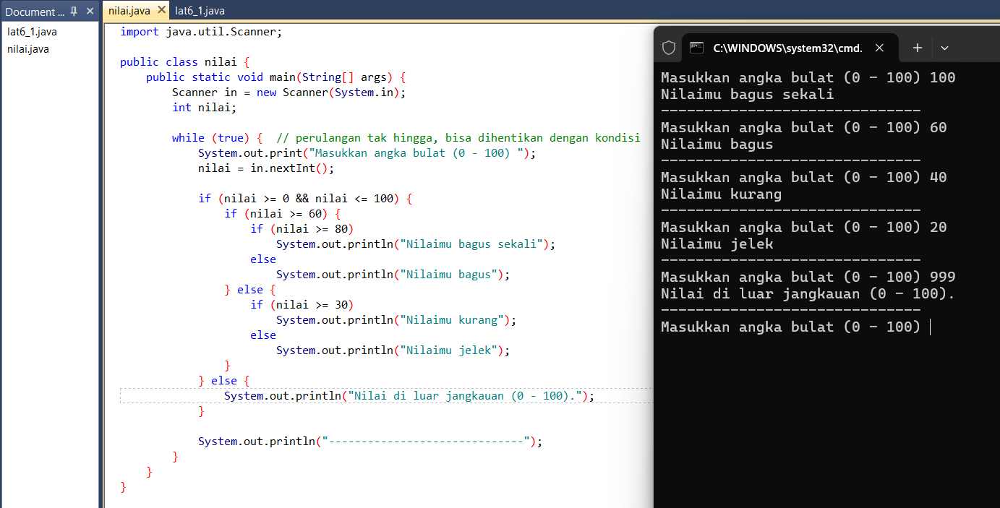 Document ...
lat6_1.java
nilai.java
nilai.java lat6_1.java
import java.util.Scanner;
public class nilai {
public static void main(String[] args) {
Scanner in = new Scanner(System.in);
int nilai;
while (true) {  // perulangan tak hingga, bisa dihentikan dengan kondisi
System.out.print("Masukkan angka bulat (0 - 100) ");
nilai = in.nextInt();
if (nilai >= 0 && nilai <= 100) {
if (nilai >= 60) {
if (nilai >= 80)
System.out.println("Nilaimu bagus sekali");
else
System.out.println("Nilaimu bagus");
} else {
if (nilai >= 30)
System.out.println("Nilaimu kurang");
else
System.out.println("Nilaimu jelek");
}
} else {
System.out.println("Nilai di luar jangkauan (0 - 100).");
}
System.out.println("------------------------------");
}
}
}
C:\WINDOWS\system32\cmd.
Masukkan angka bulat (0 - 100) 100
Nilaimu bagus sekali
------------------------------
Masukkan angka bulat (0 - 100) 60
Nilaimu bagus
------------------------------
Masukkan angka bulat (0 - 100) 40
Nilaimu kurang
------------------------------
Masukkan angka bulat (0 - 100) 20
Nilaimu jelek
------------------------------
Masukkan angka bulat (0 - 100) 999
Nilai di luar jangkauan (0 - 100).
------------------------------
Masukkan angka bulat (0 - 100)